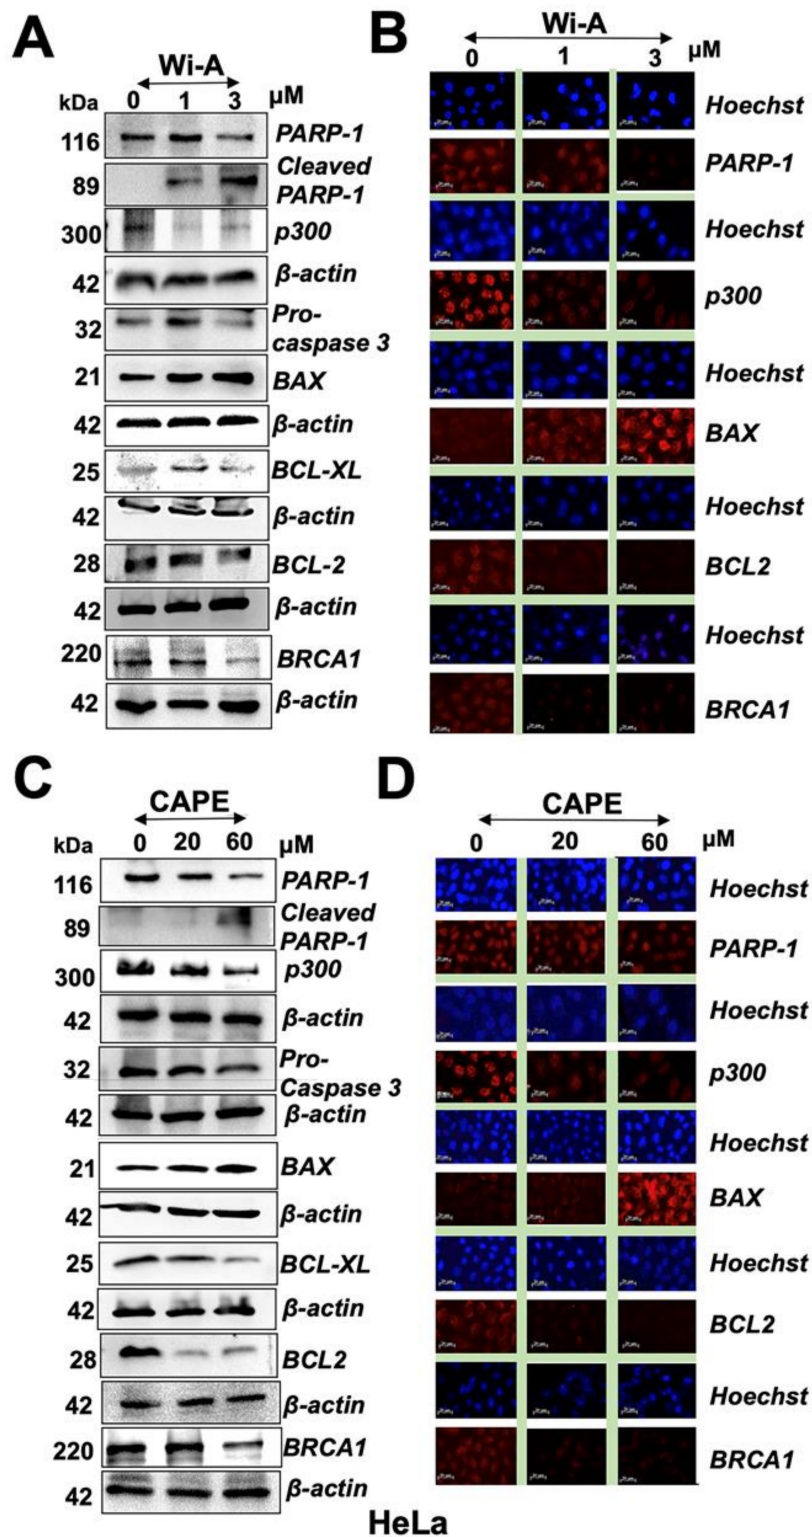 A
Wi-A
kDa 0 1 3 µM
116 PARP-1
89 Cleaved
PARP-1
300 p300
42 β-actin
32 Pro-
caspase 3
21 BAX
42 β-actin
25 BCL-XL
42 β-actin
28 BCL-2
42 β-actin
220 BRCA1
42 β-actin
B
Wi-A
0 1 3 µM
Hoechst
PARP-1
Hoechst
p300
Hoechst
BAX
Hoechst
BCL2
Hoechst
BRCA1
C
CAPE
kDa 0 20 60 µM
116 PARP-1
89 Cleaved
PARP-1
300 p300
42 β-actin
32 Pro-
Caspase 3
42 β-actin
21 BAX
42 β-actin
25 BCL-XL
42 β-actin
28 BCL2
42 β-actin
220 BRCA1
42 β-actin
D
CAPE
0 20 60 µM
Hoechst
PARP-1
Hoechst
p300
Hoechst
BAX
Hoechst
BCL2
Hoechst
BRCA1
HeLa